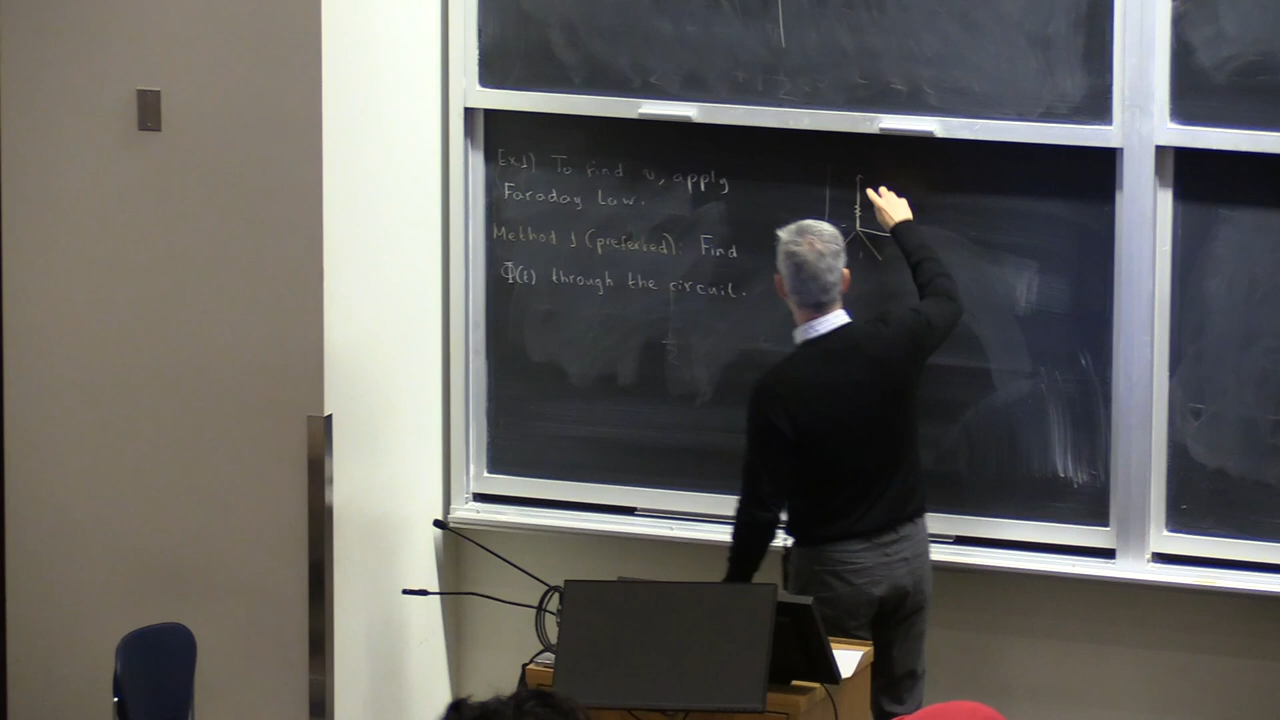 Ex1) To find v, apply
Faraday Law.
Method 1 (preferred): Find
Φ(t) through the circuit.